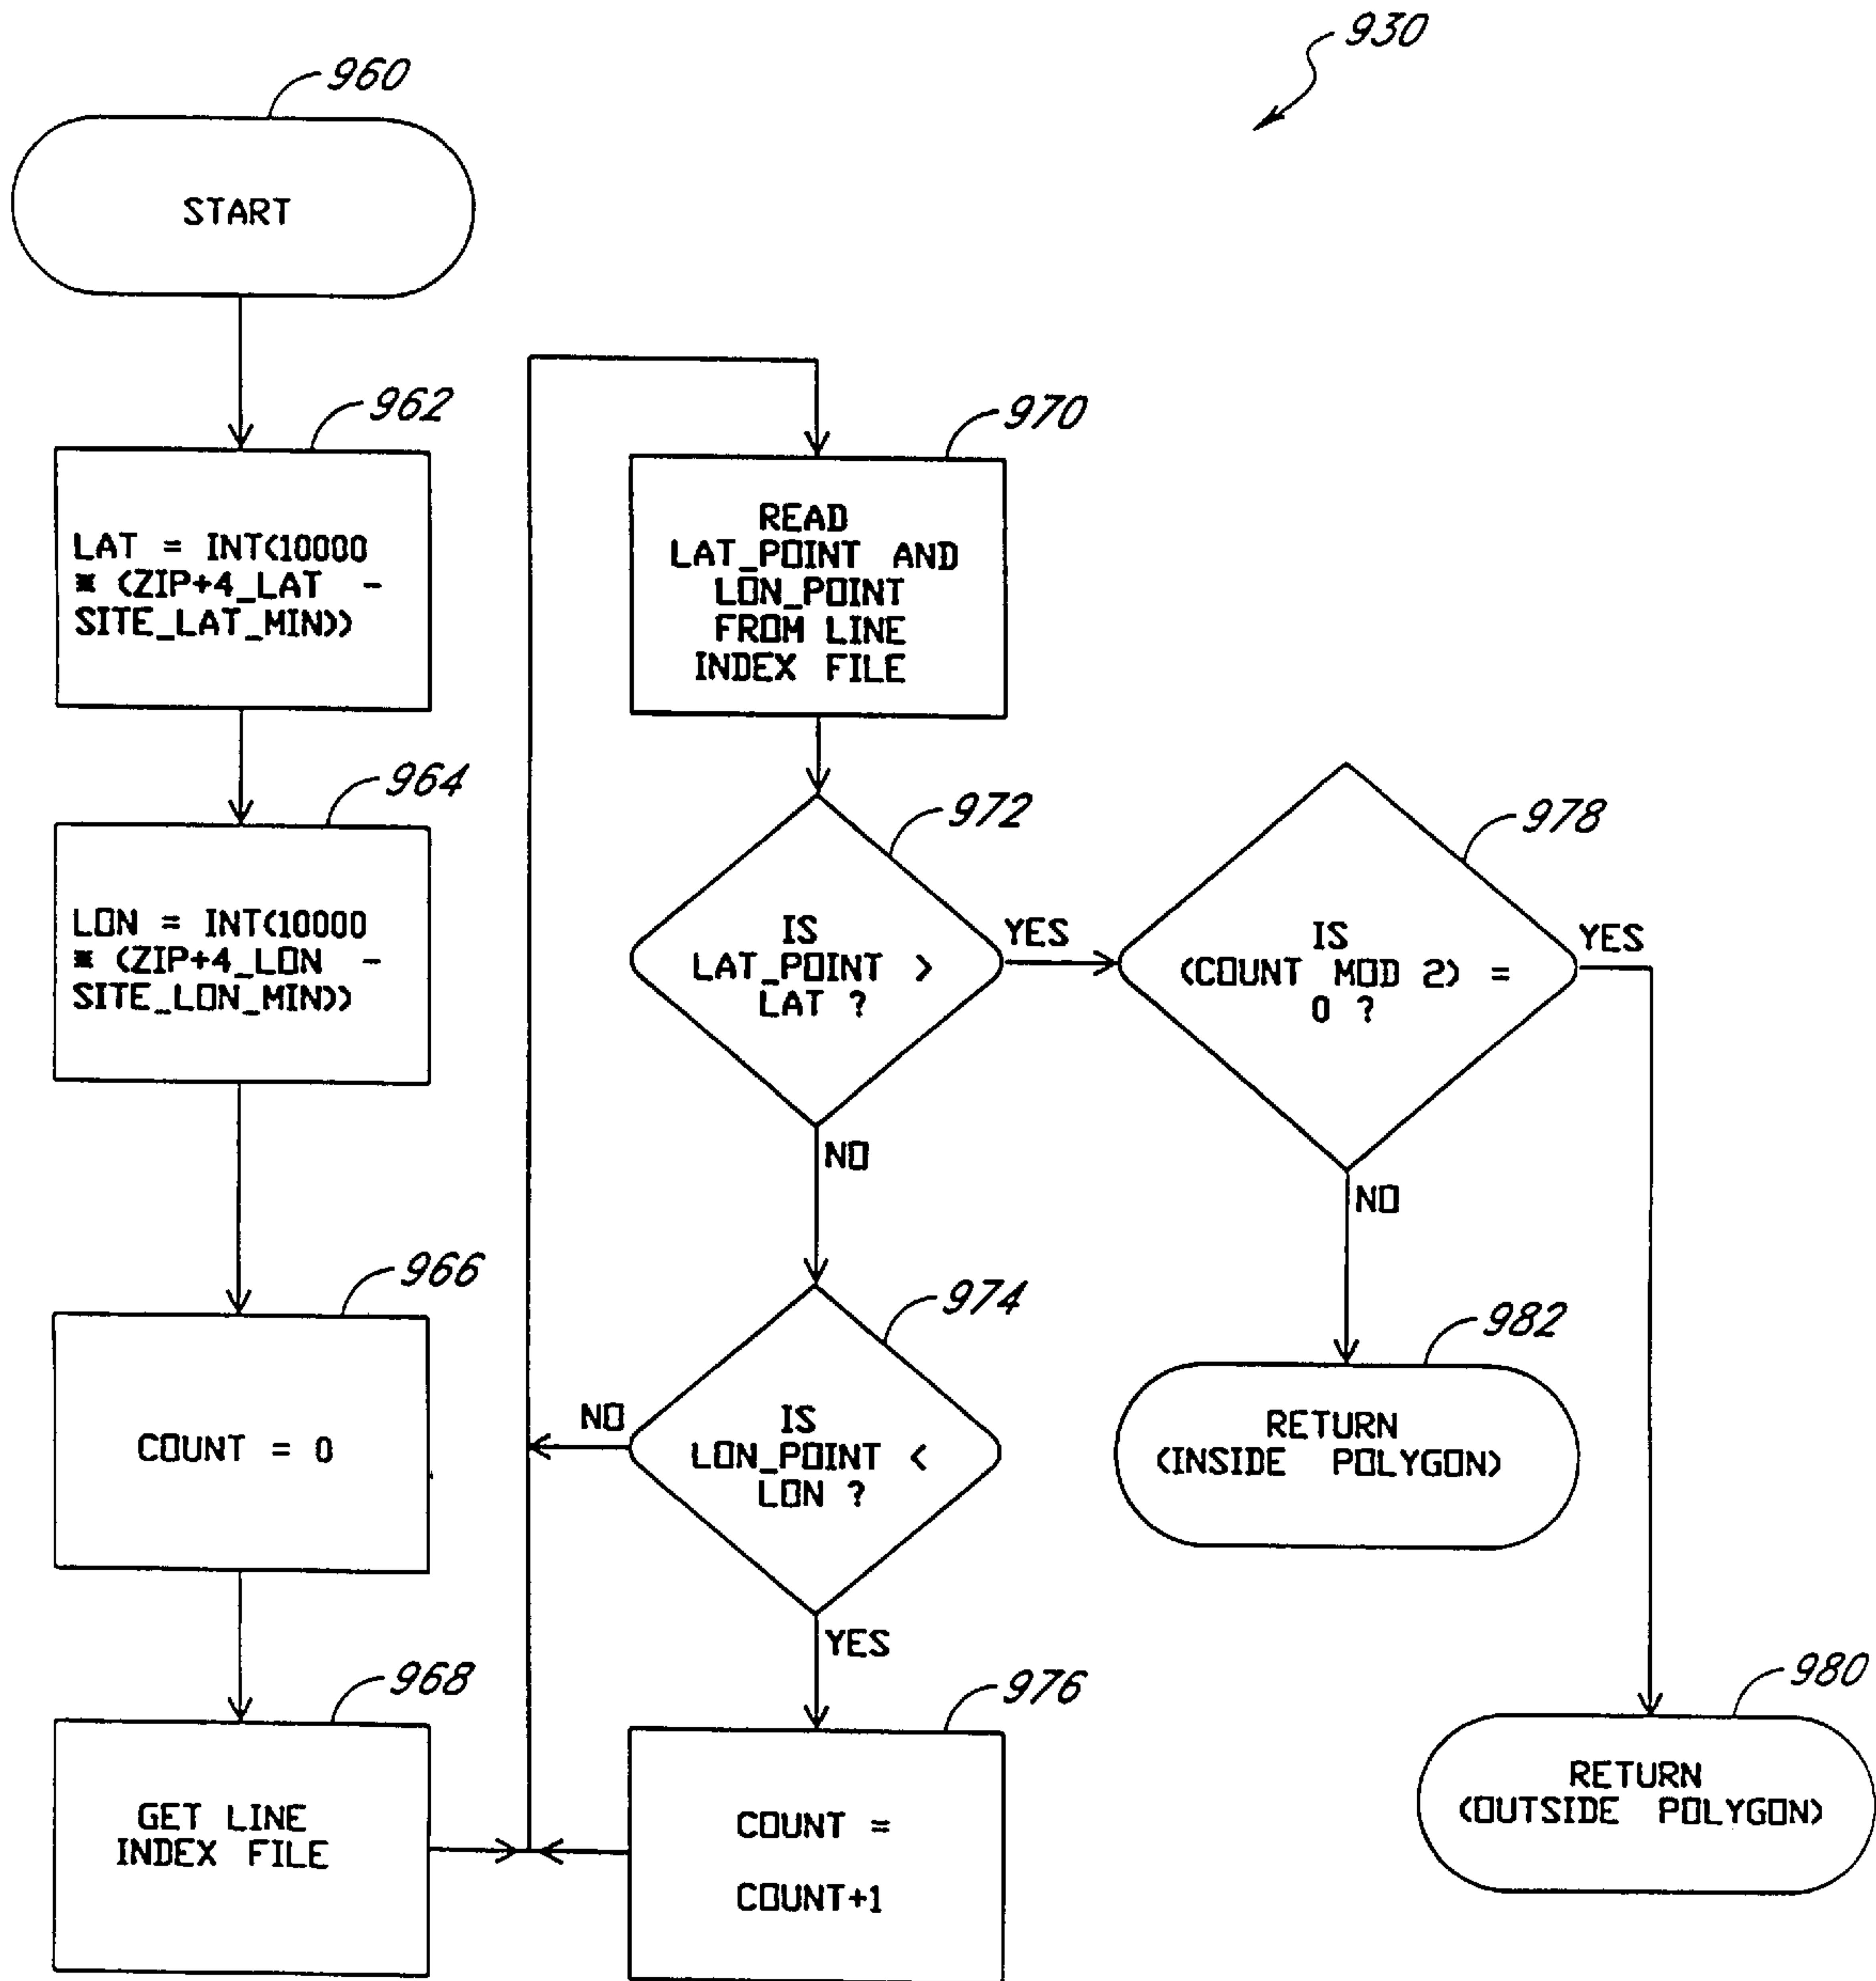 930
960
START
962
LAT = INT(10000
* (ZIP+4_LAT -
SITE_LAT_MIN))
964
LON = INT(10000
* (ZIP+4_LON -
SITE_LON_MIN))
966
COUNT = 0
968
GET LINE
INDEX FILE
970
READ
LAT_POINT AND
LON_POINT
FROM LINE
INDEX FILE
972
IS
LAT_POINT >
LAT ?
YES
NO
974
IS
LON_POINT <
LON ?
NO
YES
976
COUNT =
COUNT+1
978
IS
(COUNT MOD 2) =
0 ?
YES
NO
982
RETURN
(INSIDE POLYGON)
980
RETURN
(OUTSIDE POLYGON)